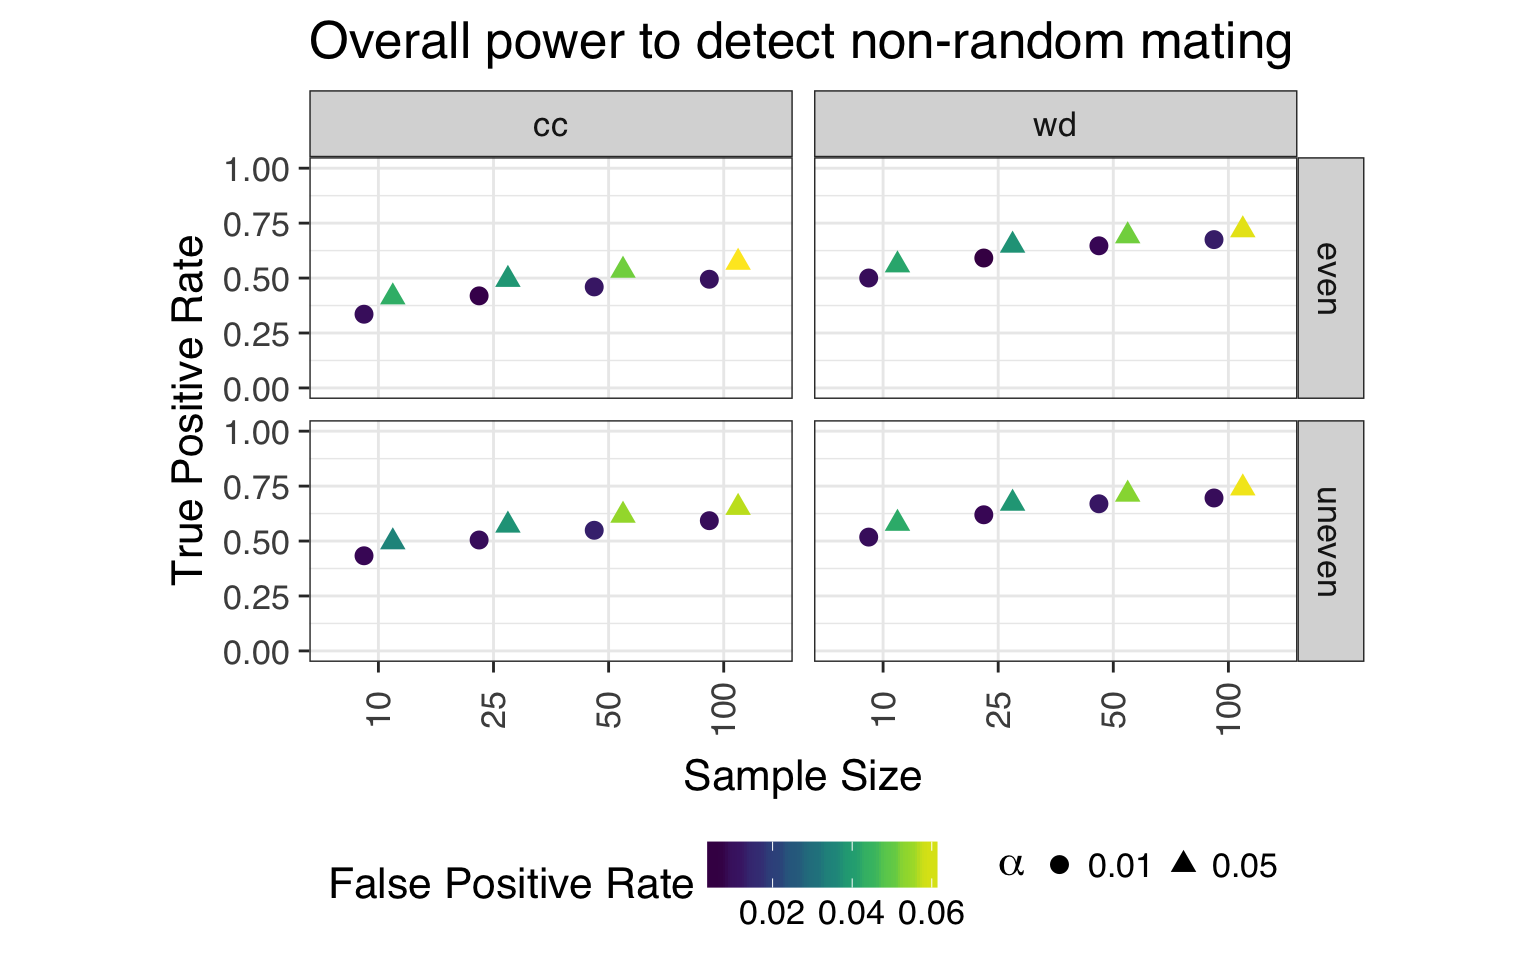 Overall power to detect non-random mating
cc
wd
1.00
0.75
0.50
0.25
0.00
even
1.00
0.75
0.50
0.25
0.00
uneven
True Positive Rate
10 25 50 100
10 25 50 100
Sample Size
False Positive Rate
0.02 0.04 0.06
α 0.01 0.05